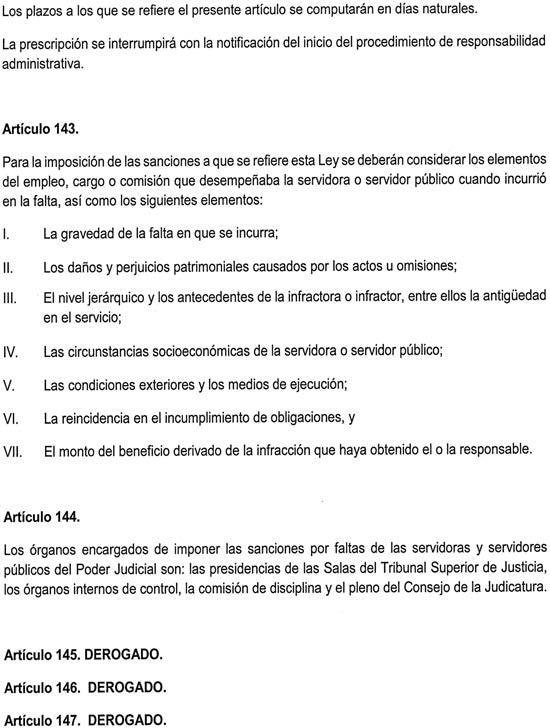 Los plazos a los que se refiere el presente artículo se computarán en días naturales.
La prescripción se interrumpirá con la notificación del inicio del procedimiento de responsabilidad
administrativa.
Artículo 143.
Para la imposición de las sanciones a que se refiere esta Ley se deberán considerar los elementos
del empleo, cargo o comisión que desempeñaba la servidora o servidor público cuando incurrió
en la falta, así como los siguientes elementos:
I. La gravedad de la falta en que se incurra;
II. Los daños y perjuicios patrimoniales causados por los actos u omisiones;
III. El nivel jerárquico y los antecedentes de la infractora o infractor, entre ellos la antigüedad
en el servicio;
IV. Las circunstancias socioeconómicas de la servidora o servidor público;
V. Las condiciones exteriores y los medios de ejecución;
VI. La reincidencia en el incumplimiento de obligaciones, y
VII. El monto del beneficio derivado de la infracción que haya obtenido el o la responsable.
Artículo 144.
Los órganos encargados de imponer las sanciones por faltas de las servidoras y servidores
públicos del Poder Judicial son: las presidencias de las Salas del Tribunal Superior de Justicia,
los órganos internos de control, la comisión de disciplina y el pleno del Consejo de la Judicatura.
Artículo 145. DEROGADO.
Artículo 146. DEROGADO.
Artículo 147. DEROGADO.